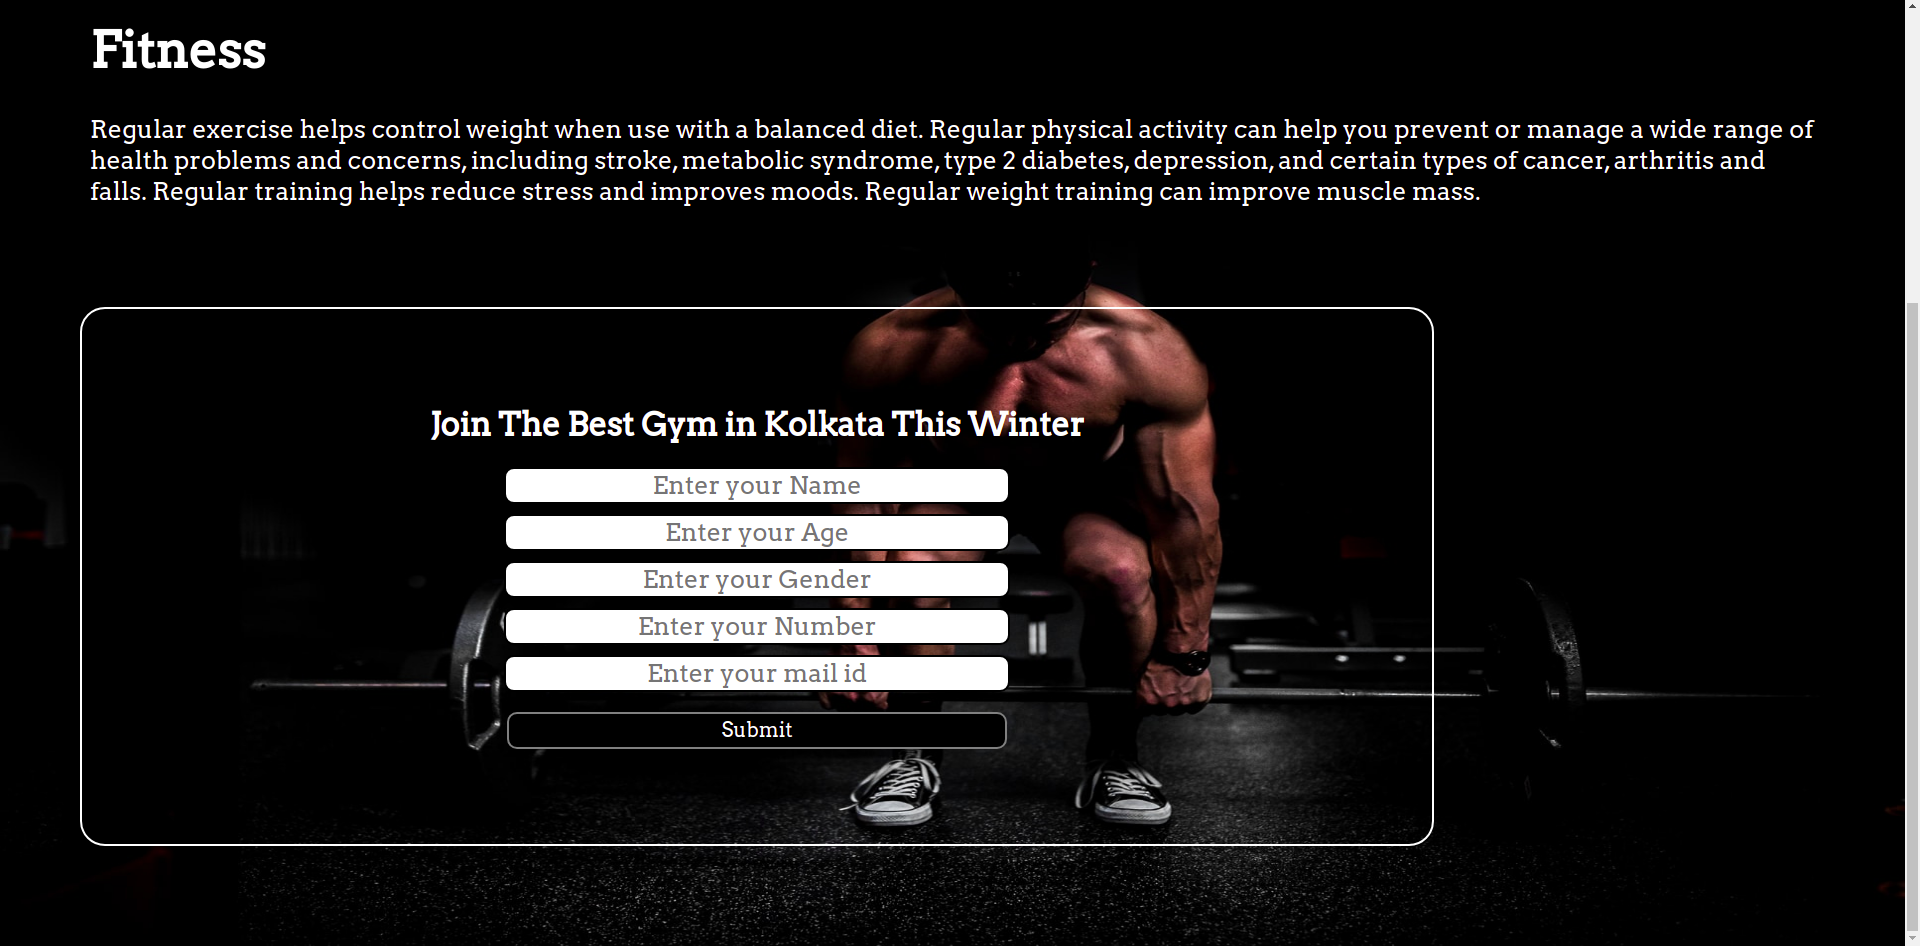 Fitness
Regular exercise helps control weight when use with a balanced diet. Regular physical activity can help you prevent or manage a wide range of
health problems and concerns, including stroke, metabolic syndrome, type 2 diabetes, depression, and certain types of cancer, arthritis and
falls. Regular training helps reduce stress and improves moods. Regular weight training can improve muscle mass.
Join The Best Gym in Kolkata This Winter
Enter your Name
Enter your Age
Enter your Gender
Enter your Number
Enter your mail id
Submit